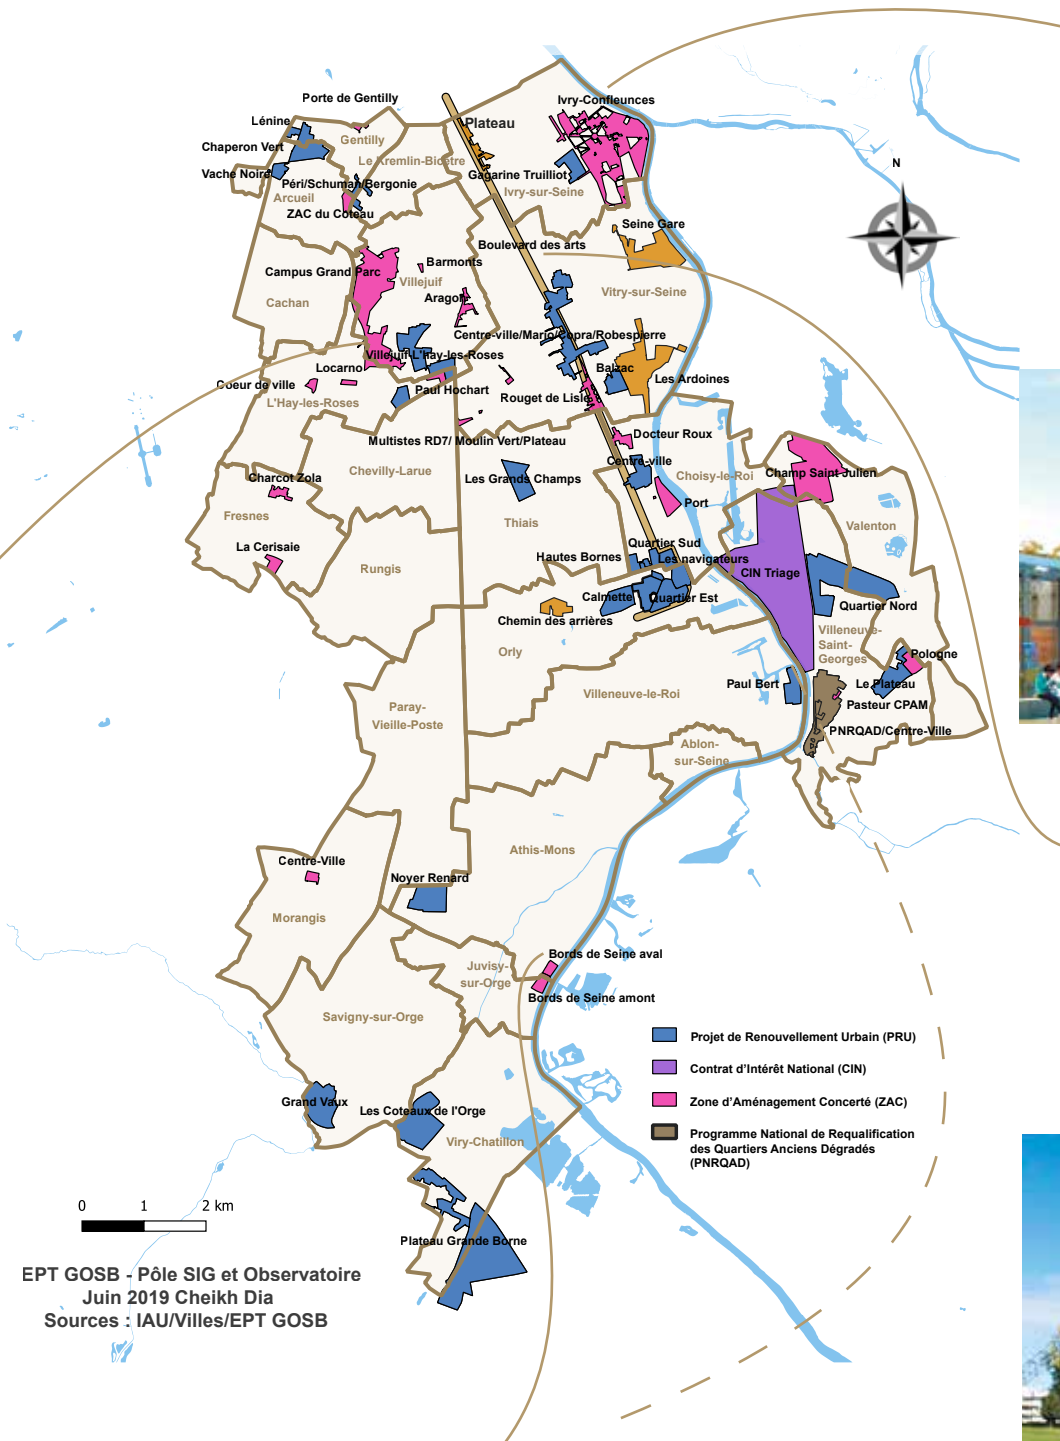 Porte de Gentilly
Ivry-Confleunces
Lénine
Plateau
Gentilly
Chaperon Vert
Le Kremlin-Bicêtre
Vache Noire
Gagarine Truilliot
Péri/Schuman/Bergonie
Ivry-sur-Seine
Arcueil
ZAC du Coteau
N
Seine Gare
Boulevard des arts
Barmonts
Campus Grand Parc
Villejuif
Vitry-sur-Seine
Aragon
Cachan
Centre-ville/Mario/Copra/Robespierre
Villejuif-L'hay-les-Roses
Locarno
Balzac
Les Ardoines
Coeur de ville
Paul Hochart
Rouget de Lisle
L'Hay-les-Roses
Docteur Roux
Multistes RD7/ Moulin Vert/Plateau
Centre-ville
Chevilly-Larue
Champ Saint Julien
Charcot Zola
Les Grands Champs
Choisy-le-Roi
Port
Fresnes
Thiais
Valenton
Quartier Sud
La Cerisaie
Hautes Bornes
Les navigateurs
Rungis
CIN Triage
Calmette
Quartier Est
Quartier Nord
Chemin des arrières
Villeneuve-
Saint-
Georges
Orly
Pologne
Paul Bert
Le Plateau
Villeneuve-le-Roi
Pasteur CPAM
Paray-
Vieille-Poste
PNRQAD/Centre-Ville
Ablon-
sur-Seine
Athis-Mons
Centre-Ville
Noyer Renard
Morangis
Bords de Seine aval
Juvisy-
sur-Orge
Bords de Seine amont
Savigny-sur-Orge
Projet de Renouvellement Urbain (PRU)
Contrat d'Intérêt National (CIN)
Zone d'Aménagement Concerté (ZAC)
Programme National de Requalification
des Quartiers Anciens Dégradés
(PNRQAD)
Grand Vaux
Les Coteaux de l'Orge
Viry-Chatillon
Plateau Grande Borne
0 1 2 km
EPT GOSB - Pôle SIG et Observatoire
Juin 2019 Cheikh Dia
Sources : IAU/Villes/EPT GOSB